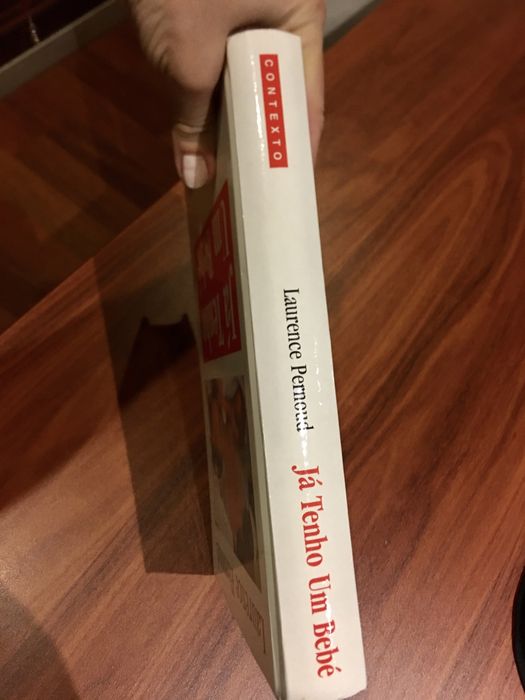 CONTEXTO
Laurence Pernoud
Já Tenho Um Bebé